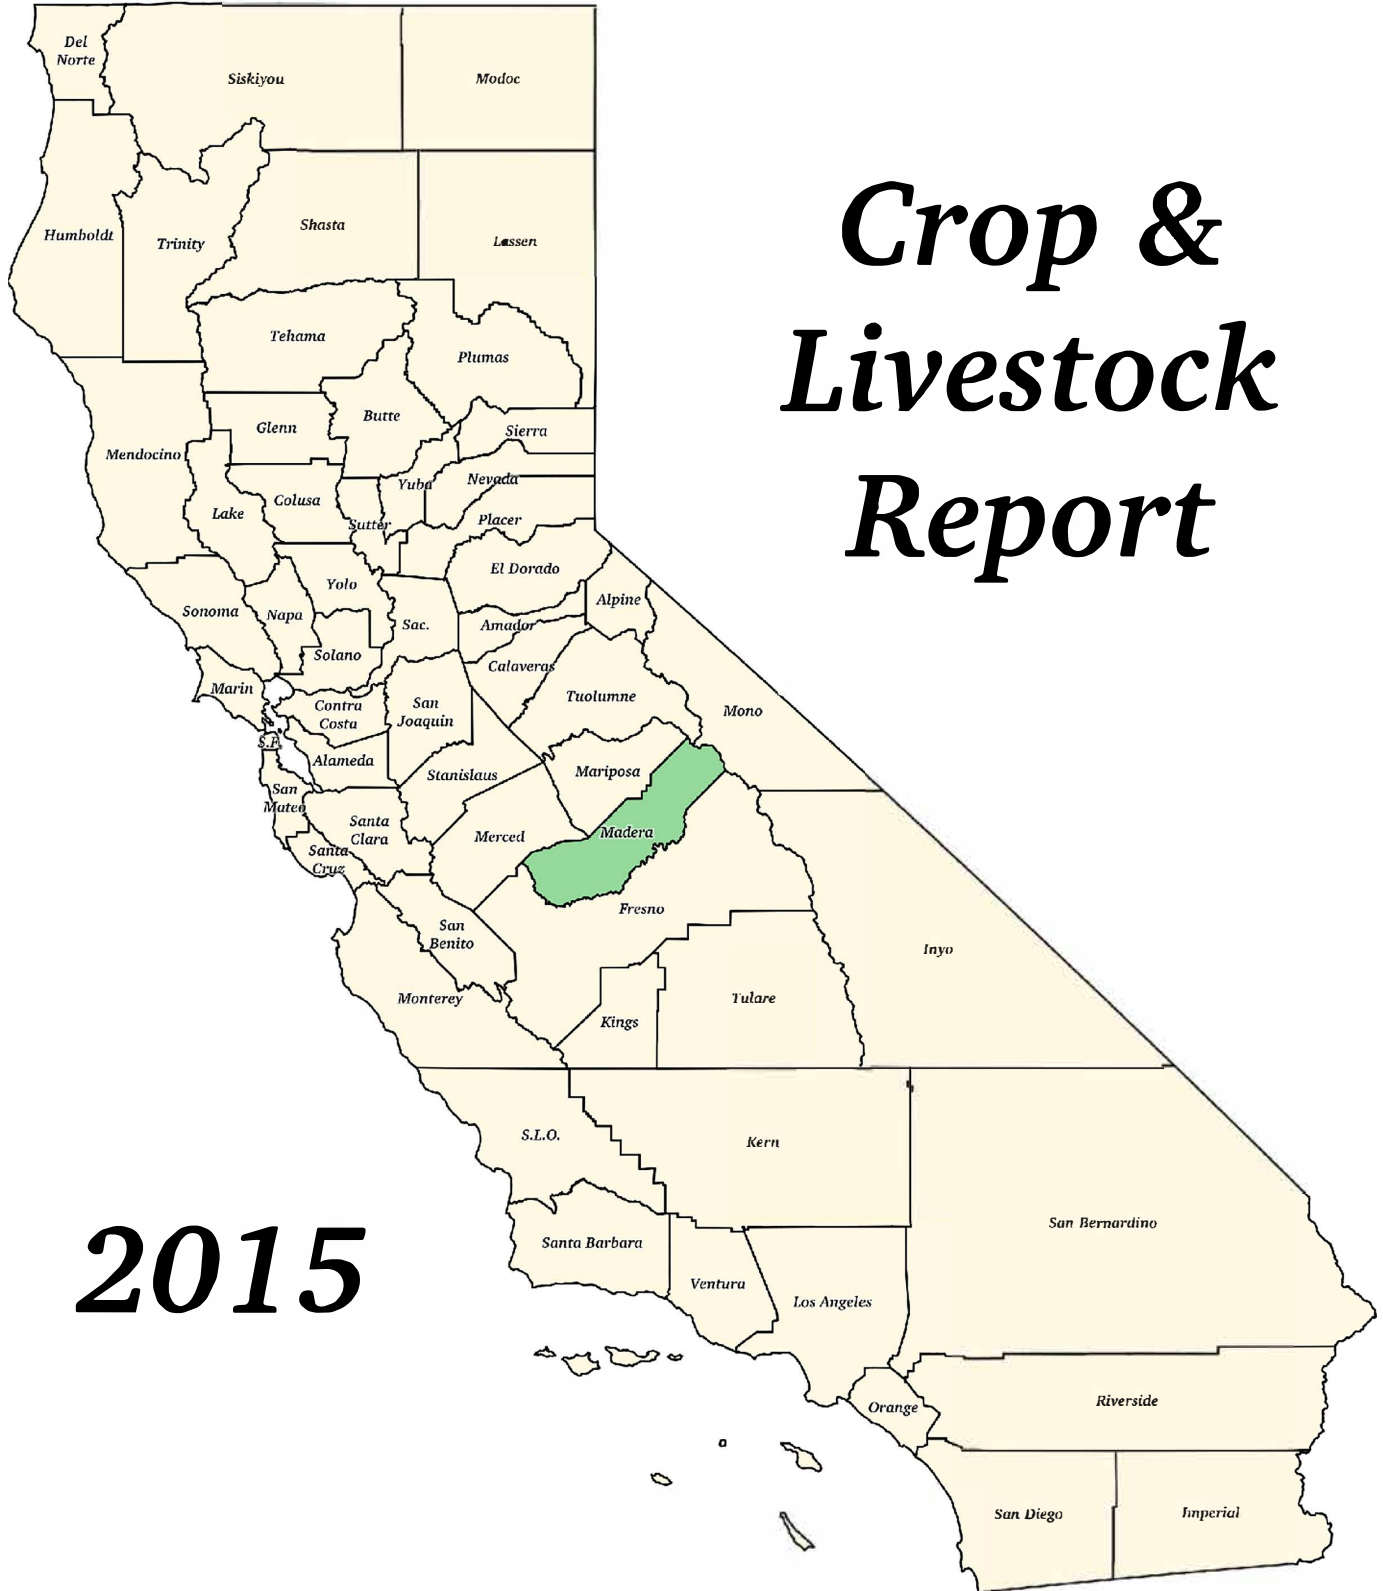 Crop &
Livestock
Report
Del
Norte
Siskiyou
Modoc
Humboldt
Trinity
Shasta
Lassen
Tehama
Plumas
Mendocino
Glenn
Butte
Sierra
Lake
Colusa
Sutter
Yuba
Nevada
Placer
El Dorado
Sonoma
Napa
Yolo
Sac.
Amador
Alpine
Solano
Calaveras
Marin
Contra
Costa
San
Joaquin
Tuolumne
Mono
S.F.
Alameda
Stanislaus
Mariposa
San
Mateo
Santa
Clara
Merced
Madera
Santa
Cruz
San
Benito
Fresno
Monterey
Kings
Tulare
Inyo
S.L.O.
Kern
San Bernardino
Santa Barbara
Ventura
Los Angeles
Orange
Riverside
San Diego
Imperial
2015